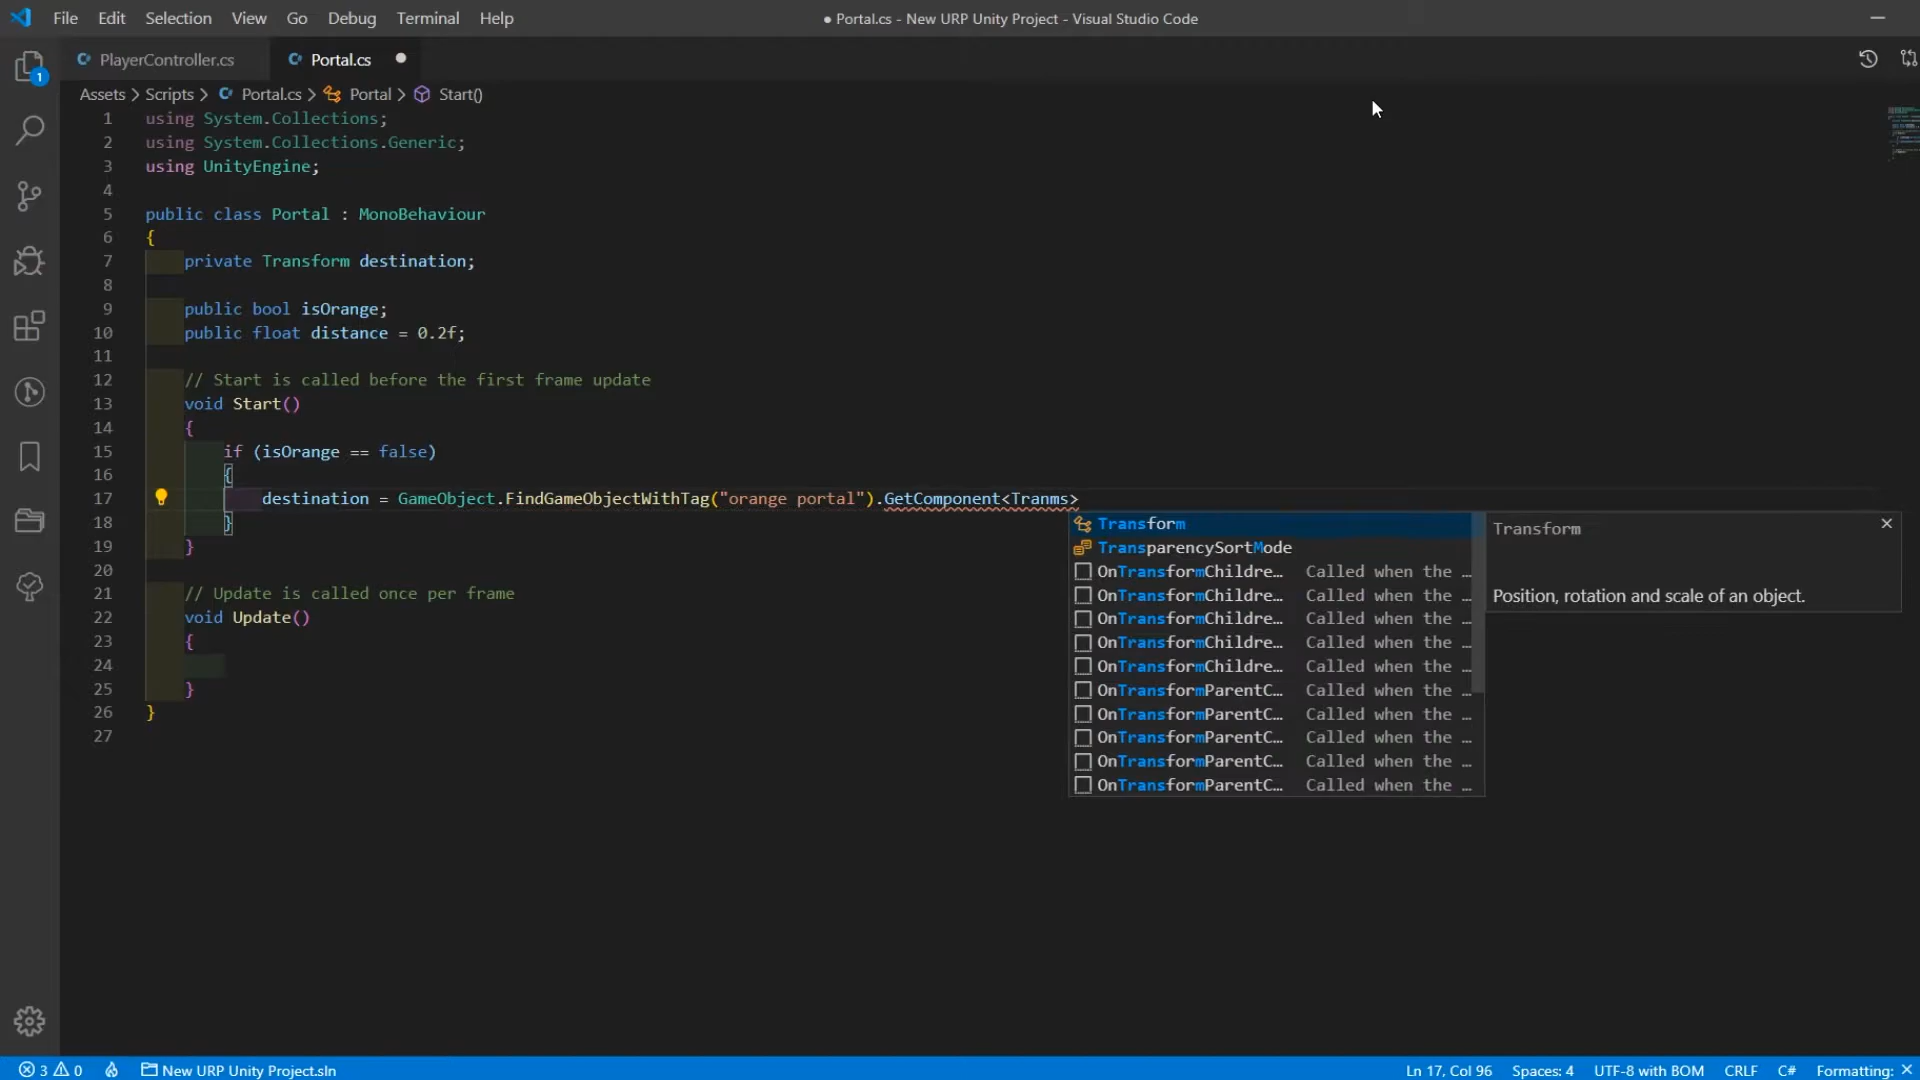 File Edit Selection View Go Debug Terminal Help
● Portal.cs - New URP Unity Project - Visual Studio Code
PlayerController.cs
Portal.cs
Assets > Scripts > Portal.cs > Portal > Start()
1
1 using System.Collections;
2 using System.Collections.Generic;
3 using UnityEngine;
4
5 public class Portal : MonoBehaviour
6 {
7 private Transform destination;
8
9 public bool isOrange;
10 public float distance = 0.2f;
11
12 // Start is called before the first frame update
13 void Start()
14 {
15 if (isOrange == false)
16 {
17 destination = GameObject.FindGameObjectWithTag("orange portal").GetComponent<Tranms>
18 }
19 }
20
21 // Update is called once per frame
22 void Update()
23 {
24
25 }
26 }
27
Transform
TransparencySortMode
OnTransformChildre… Called when the …
OnTransformChildre… Called when the …
OnTransformChildre… Called when the …
OnTransformChildre… Called when the …
OnTransformChildre… Called when the …
OnTransformParentC… Called when the …
OnTransformParentC… Called when the …
OnTransformParentC… Called when the …
OnTransformParentC… Called when the …
OnTransformParentC… Called when the …
Transform
Position, rotation and scale of an object.
3 0 New URP Unity Project.sln
Ln 17, Col 96 Spaces: 4 UTF-8 with BOM CRLF C# Formatting: ×